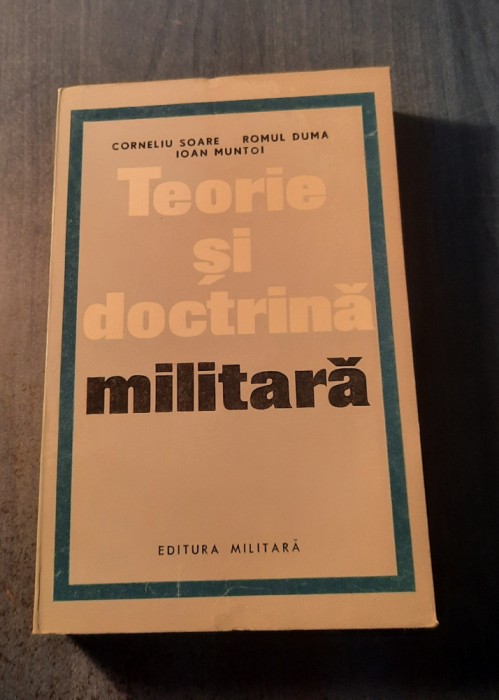 CORNELIU SOARE ROMUL DUMA
IOAN MUNTOI
Teorie
și
doctrină
militară
EDITURA MILITARĂ